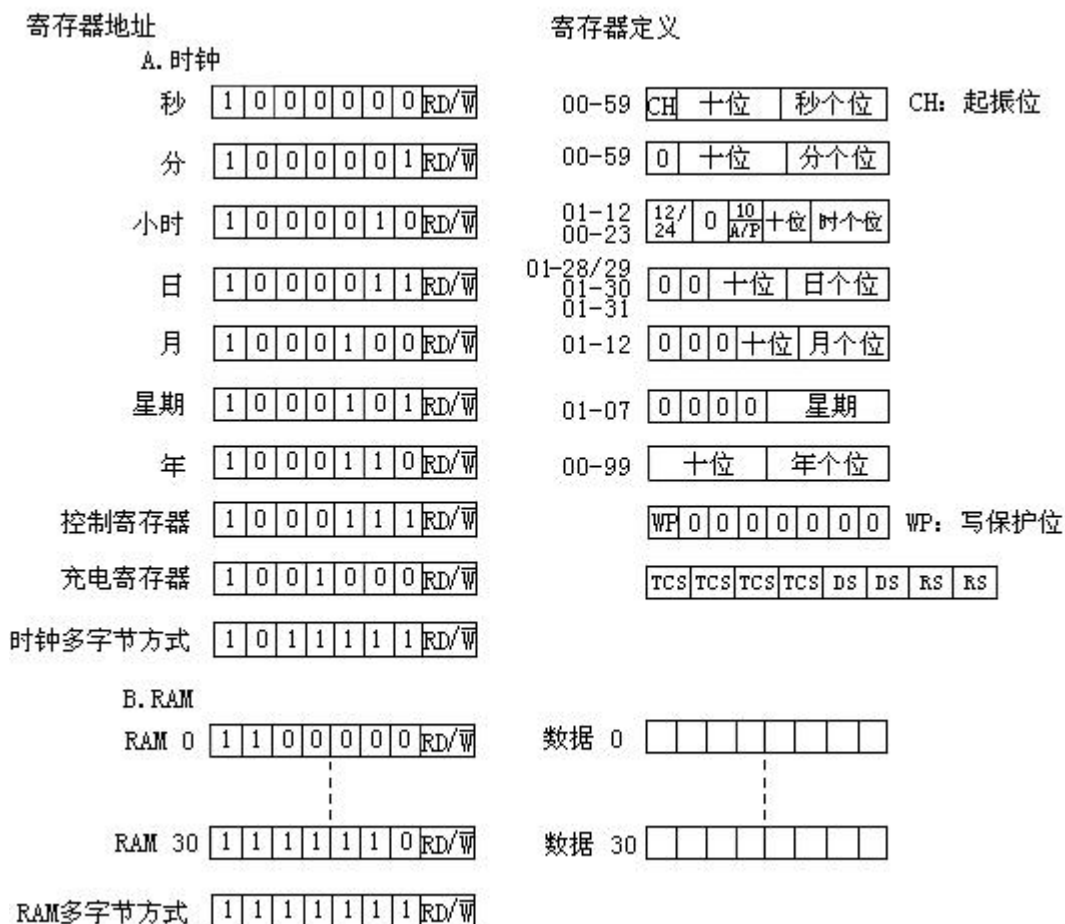 寄存器地址 寄存器定义
A.时钟
秒 1 0 0 0 0 0 0 RD/W̅ 00-59 CH 十位 秒个位 CH: 起振位
分 1 0 0 0 0 0 1 RD/W̅ 00-59 0 十位 分个位
小时 1 0 0 0 0 1 0 RD/W̅ 01-12 00-23 12/24 0 10 A/P 十位 时个位
日 1 0 0 0 0 1 1 RD/W̅ 01-28/29 01-30 01-31 0 0 十位 日个位
月 1 0 0 0 1 0 0 RD/W̅ 01-12 0 0 0 十位 月个位
星期 1 0 0 0 1 0 1 RD/W̅ 01-07 0 0 0 0 星期
年 1 0 0 0 1 1 0 RD/W̅ 00-99 十位 年个位
控制寄存器 1 0 0 0 1 1 1 RD/W̅ WP 0 0 0 0 0 0 0 WP: 写保护位
充电寄存器 1 0 0 1 0 0 0 RD/W̅ TCS TCS TCS TCS DS DS RS RS
时钟多字节方式 1 0 1 1 1 1 1 RD/W̅
B.RAM
RAM 0 1 1 0 0 0 0 0 RD/W̅ 数据 0
RAM 30 1 1 1 1 1 1 0 RD/W̅ 数据 30
RAM多字节方式 1 1 1 1 1 1 1 RD/W̅